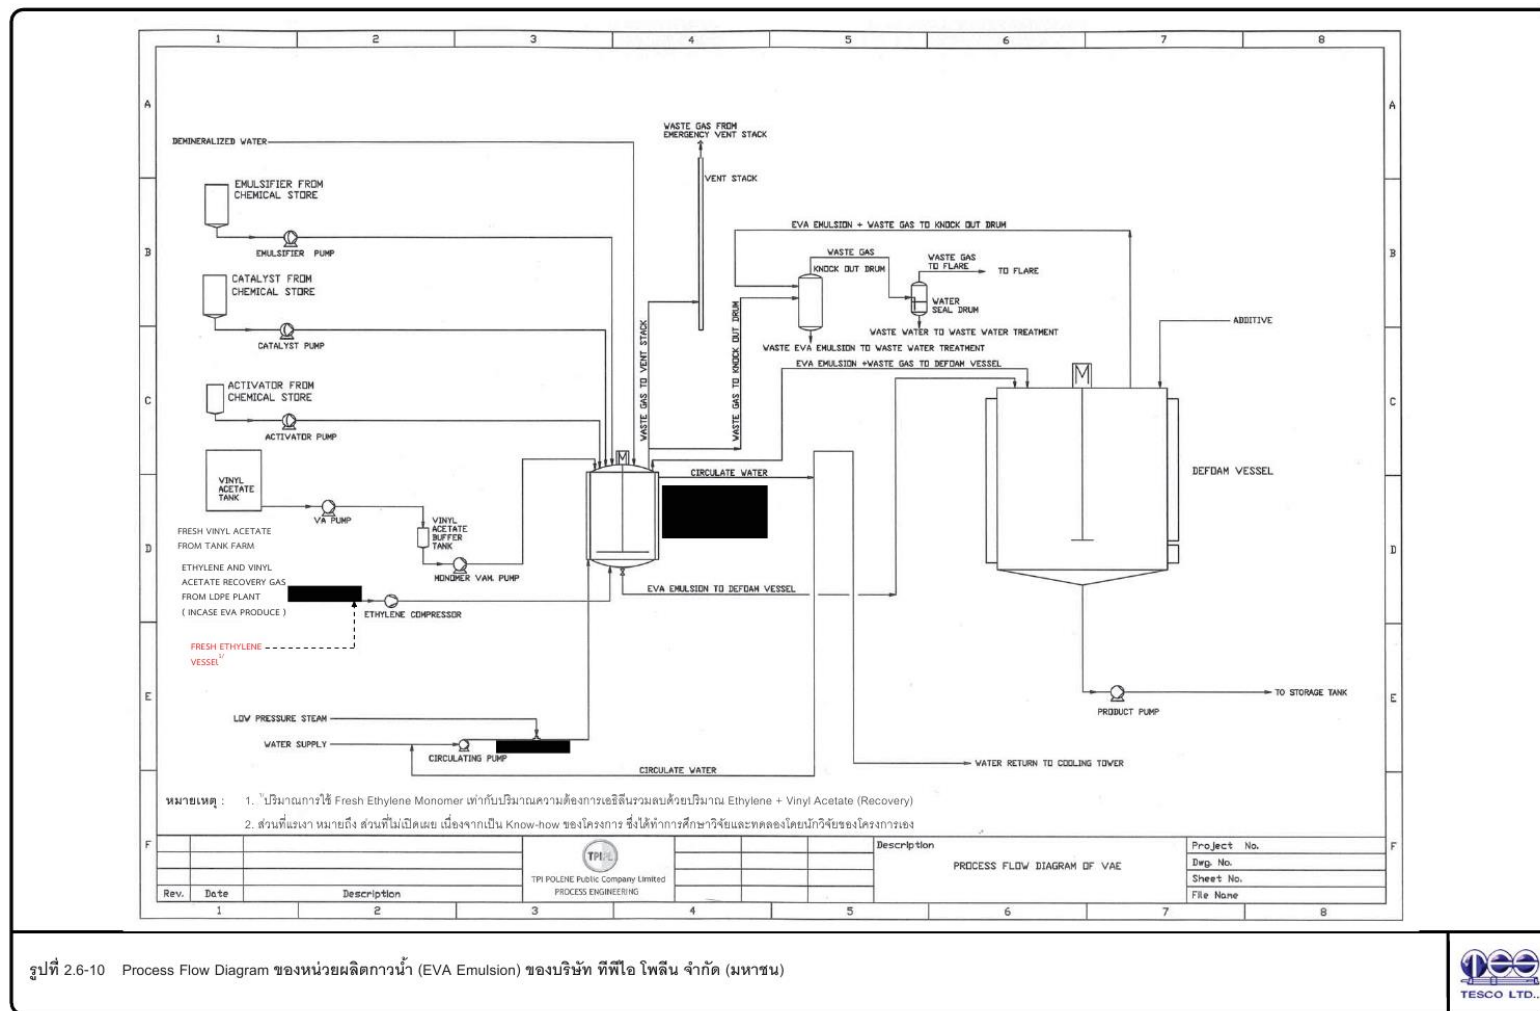 1 2 3 4 5 6 7 8
A A
WASTE GAS FROM
EMERGENCY VENT STACK
DEMINERALIZED WATER
VENT STACK
EMULSIFIER FROM
CHEMICAL STORE
EMULSIFIER PUMP
B B
EVA EMULSION + WASTE GAS TO KNOCK OUT DRUM
WASTE GAS
KNOCK OUT DRUM
WASTE GAS
TO FLARE
TO FLARE
WATER
SEAL DRUM
CATALYST FROM
CHEMICAL STORE
CATALYST PUMP
WASTE WATER TO WASTE WATER TREATMENT
WASTE EVA EMULSION TO WASTE WATER TREATMENT
EVA EMULSION +WASTE GAS TO DEFOAM VESSEL
ADDITIVE
WASTE GAS TO VENT STACK
WASTE GAS TO KNOCK OUT DRUM
M
C C
ACTIVATOR FROM
CHEMICAL STORE
ACTIVATOR PUMP
M
CIRCULATE WATER
DEFOAM VESSEL
VINYL
ACETATE
TANK
VA PUMP
VINYL
ACETATE
BUFFER
TANK
FRESH VINYL ACETATE
FROM TANK FARM
D D
MONOMER VAM. PUMP
ETHYLENE AND VINYL
ACETATE RECOVERY GAS
FROM LDPE PLANT
( INCASE EVA PRODUCE )
ETHYLENE COMPRESSOR
EVA EMULSION TO DEFOAM VESSEL
FRESH ETHYLENE
VESSEL 1/
E E
TO STORAGE TANK
PRODUCT PUMP
LOW PRESSURE STEAM
WATER SUPPLY
CIRCULATING PUMP
CIRCULATE WATER
WATER RETURN TO COOLING TOWER
หมายเหตุ : 1. 1/ปริมาณการใช้ Fresh Ethylene Monomer เท่ากับปริมาณความต้องการเอธิลีนรวมลบด้วยปริมาณ Ethylene + Vinyl Acetate (Recovery)
2. ส่วนที่แรเงา หมายถึง ส่วนที่ไม่เปิดเผย เนื่องจากเป็น Know-how ของโครงการ ซึ่งได้ทำการศึกษาวิจัยและทดลองโดยนักวิจัยของโครงการเอง
F F
Rev. Date Description
TPIPL
TPI POLENE Public Company Limited
PROCESS ENGINEERING
Description
PROCESS FLOW DIAGRAM OF VAE
Project No.
Dwg. No.
Sheet No.
File Name
1 2 3 4 5 6 7 8
รูปที่ 2.6-10 Process Flow Diagram ของหน่วยผลิตกาวน้ำ (EVA Emulsion) ของบริษัท ทีพีไอ โพลีน จำกัด (มหาชน)
TESCO LTD.,